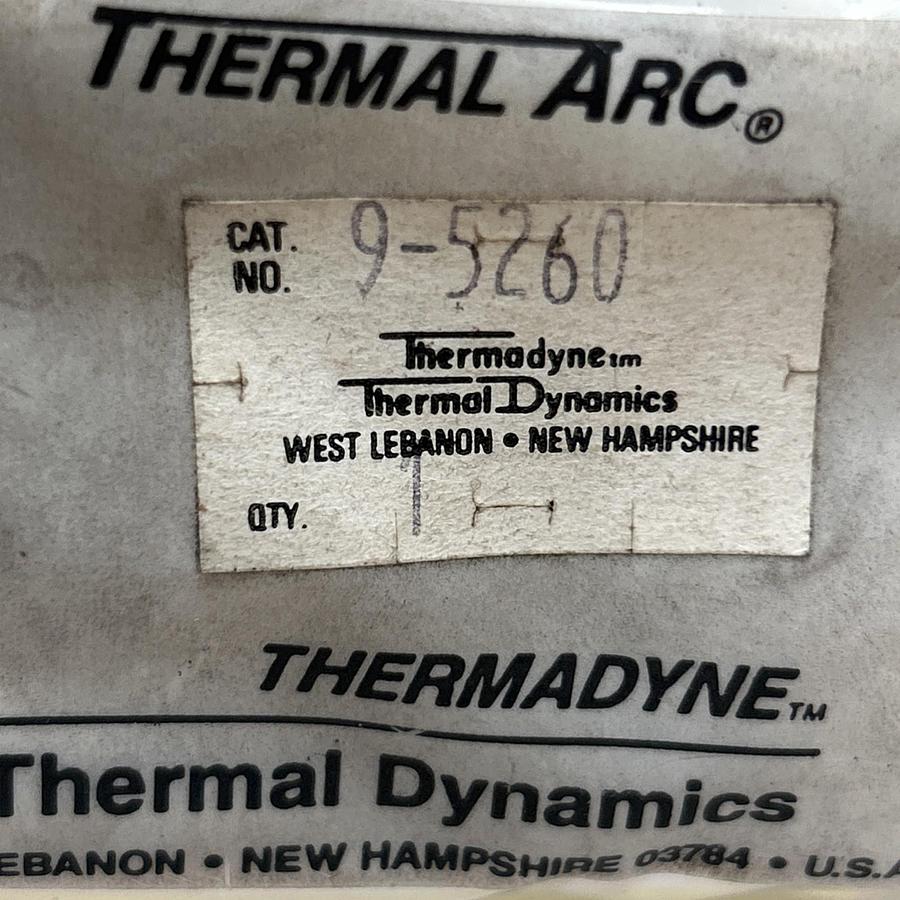 THERMAL ARC®
CAT. NO. 9-5260
Thermadyne™
Thermal Dynamics
WEST LEBANON • NEW HAMPSHIRE
QTY. 1
THERMADYNE™
Thermal Dynamics
EBANON • NEW HAMPSHIRE 03784 • U.S.A